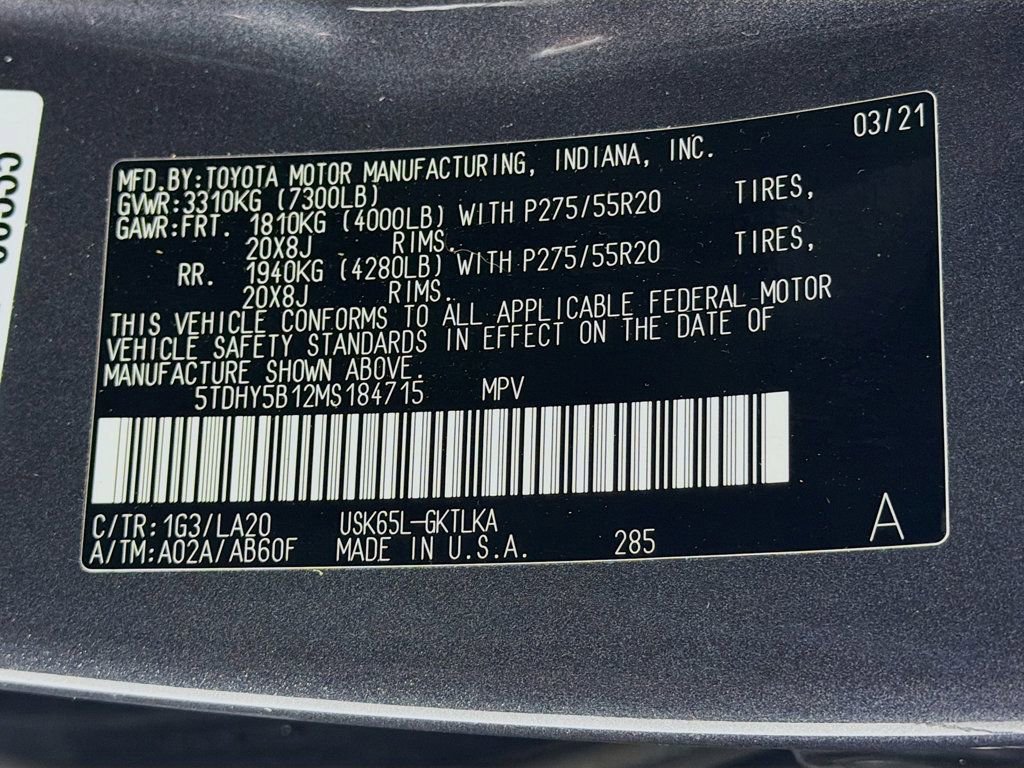 03/21
MFD.BY:TOYOTA MOTOR MANUFACTURING, INDIANA, INC.
GVWR:3310KG (7300LB)
GAWR:FRT. 1810KG (4000LB) WITH P275/55R20 TIRES,
20X8J RIMS.
RR. 1940KG (4280LB) WITH P275/55R20 TIRES,
20X8J RIMS.
THIS VEHICLE CONFORMS TO ALL APPLICABLE FEDERAL MOTOR
VEHICLE SAFETY STANDARDS IN EFFECT ON THE DATE OF
MANUFACTURE SHOWN ABOVE.
5TDHY5B12MS184715 MPV
C/TR:1G3/LA20 USK65L-GKTLKA
A/TM:A02A/AB60F MADE IN U.S.A. 285 A